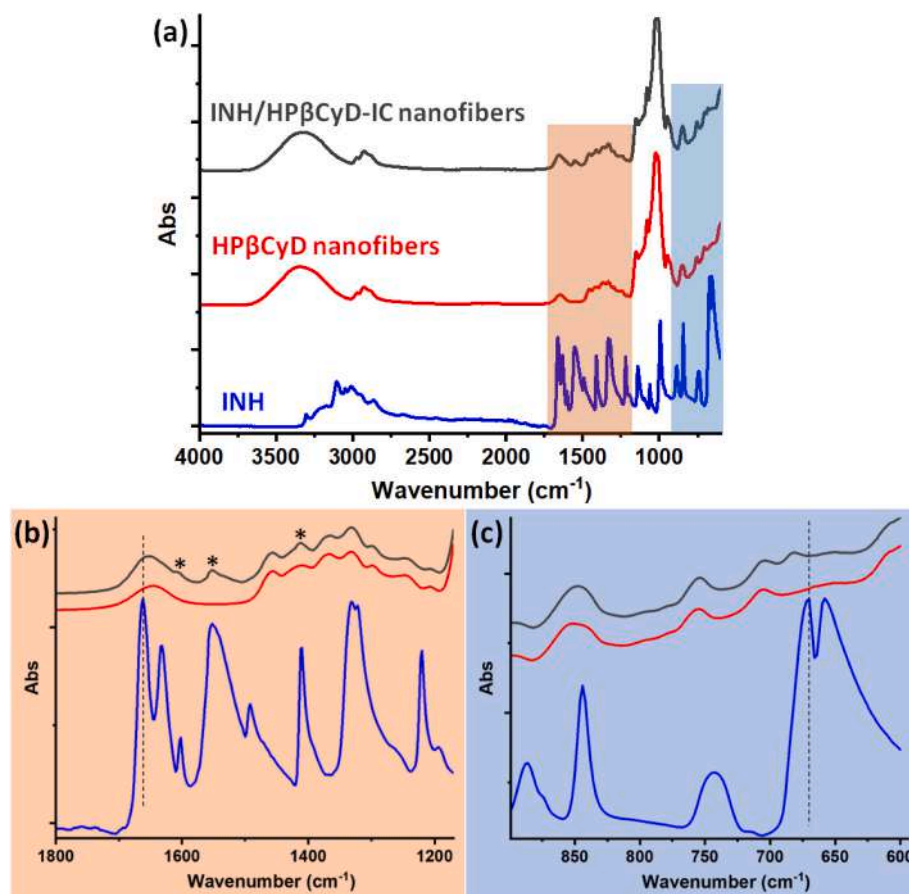 (a)
INH/HPβCyD-IC nanofibers
HPβCyD nanofibers
INH
Abs
4000 3500 3000 2500 2000 1500 1000
Wavenumber (cm⁻¹)
(b)
* * *
Abs
1800 1600 1400 1200
Wavenumber (cm⁻¹)
(c)
Abs
850 800 750 700 650 600
Wavenumber (cm⁻¹)